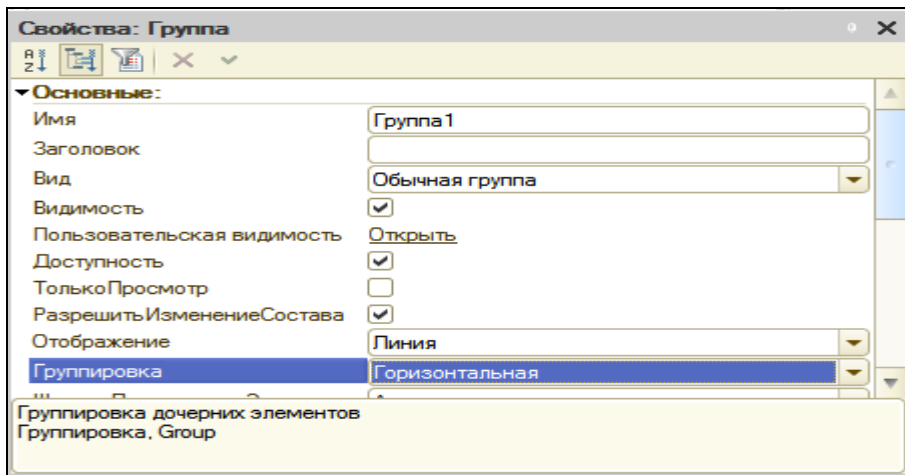 Свойства: Группа
Основные:
Имя Группа1
Заголовок
Вид Обычная группа
Видимость
Пользовательская видимость Открыть
Доступность
ТолькоПросмотр
РазрешитьИзменениеСостава
Отображение Линия
Группировка Горизонтальная
Группировка дочерних элементов
Группировка, Group